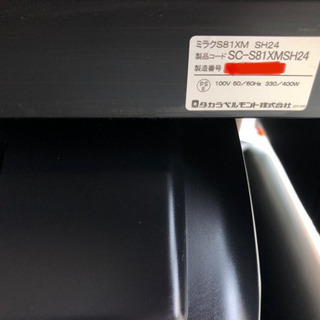 ミラクS81XM SH24
製品コード SC-S81XMSH24
製造番号
PS
E
100V 50/60Hz 330/400W
タカラベルモント株式会社